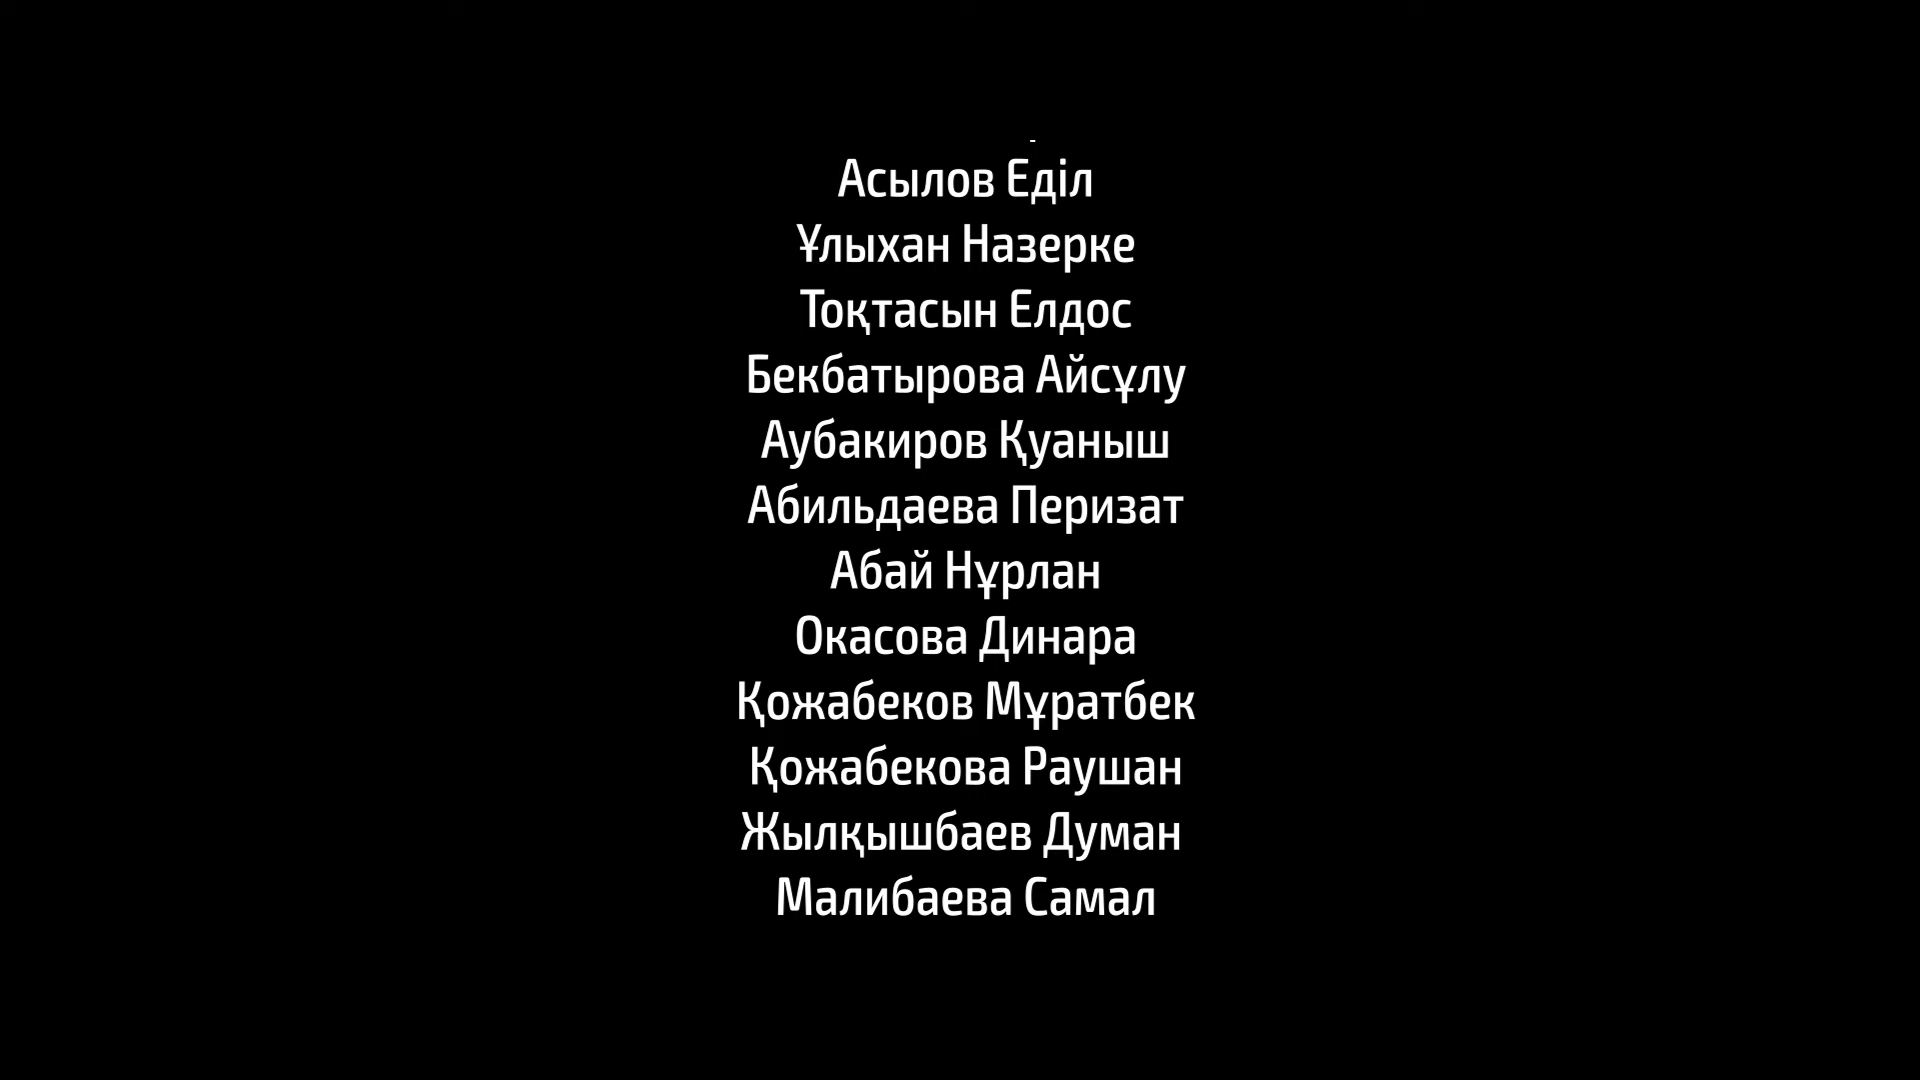 Асылов Еділ
Ұлыхан Назерке
Тоқтасын Елдос
Бекбатырова Айсұлу
Аубакиров Қуаныш
Абильдаева Перизат
Абай Нұрлан
Окасова Динара
Қожабеков Мұратбек
Қожабекова Раушан
Жылқышбаев Думан
Малибаева Самал